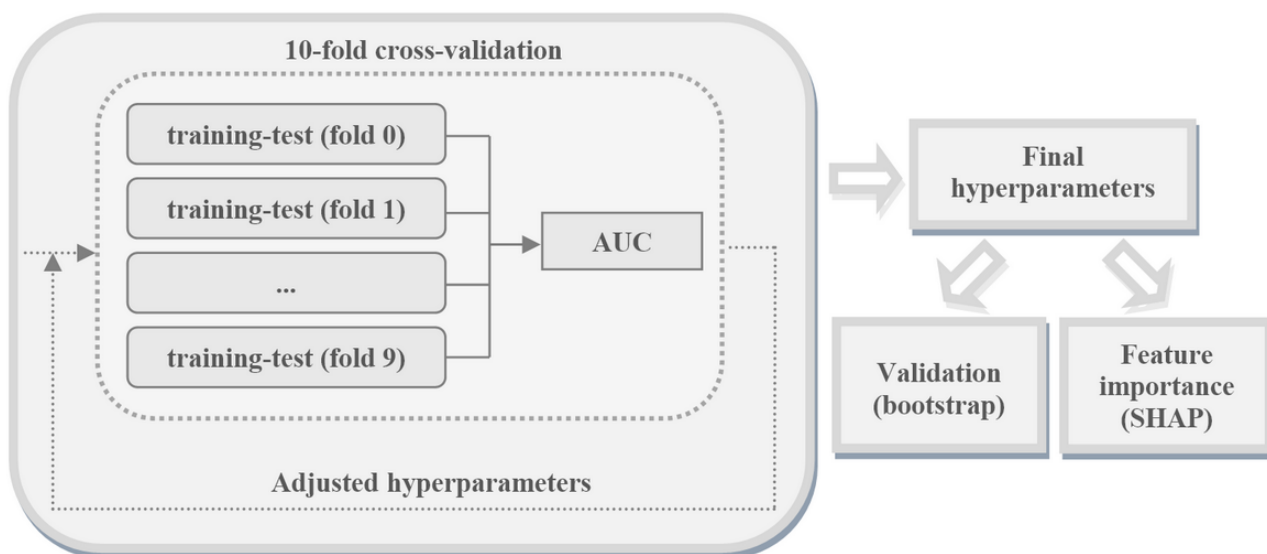 10-fold cross-validation
training-test (fold 0)
training-test (fold 1)
...
training-test (fold 9)
AUC
Adjusted hyperparameters
Final
hyperparameters
Validation
(bootstrap)
Feature
importance
(SHAP)